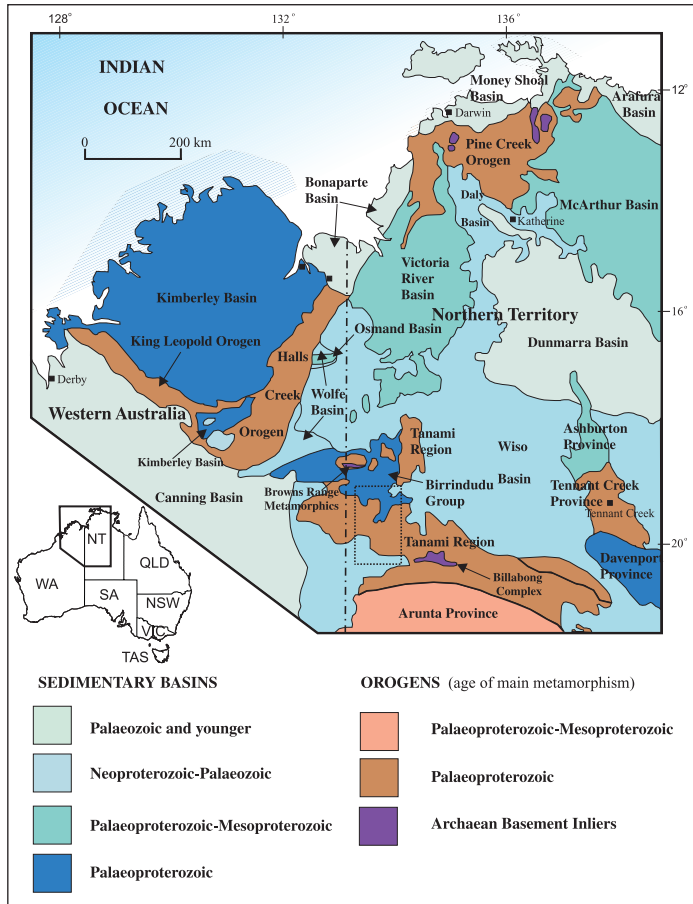 128°
132°
136°
INDIAN
OCEAN
0
200 km
Money Shoal
Basin
Darwin
12°
Arafura
Basin
Pine Creek
Orogen
Bonaparte
Basin
Daly
Basin
Katherine
McArthur Basin
Victoria
River
Basin
Kimberley Basin
Northern Territory
16°
King Leopold Orogen
Osmand Basin
Dunmarra Basin
Halls
Derby
Creek
Wolfe
Basin
Western Australia
Orogen
Tanami
Region
Ashburton
Province
Wiso
Basin
Kimberley Basin
Birrindudu
Group
Canning Basin
Browns Range
Metamorphics
Tennant Creek
Province
Tennant Creek
20°
Tanami Region
Davenport
Province
Billabong
Complex
Arunta Province
NT
WA
QLD
SA
NSW
VIC
TAS
SEDIMENTARY BASINS
Palaeozoic and younger
Neoproterozoic-Palaeozoic
Palaeoproterozoic-Mesoproterozoic
Palaeoproterozoic
OROGENS (age of main metamorphism)
Palaeoproterozoic-Mesoproterozoic
Palaeoproterozoic
Archaean Basement Inliers